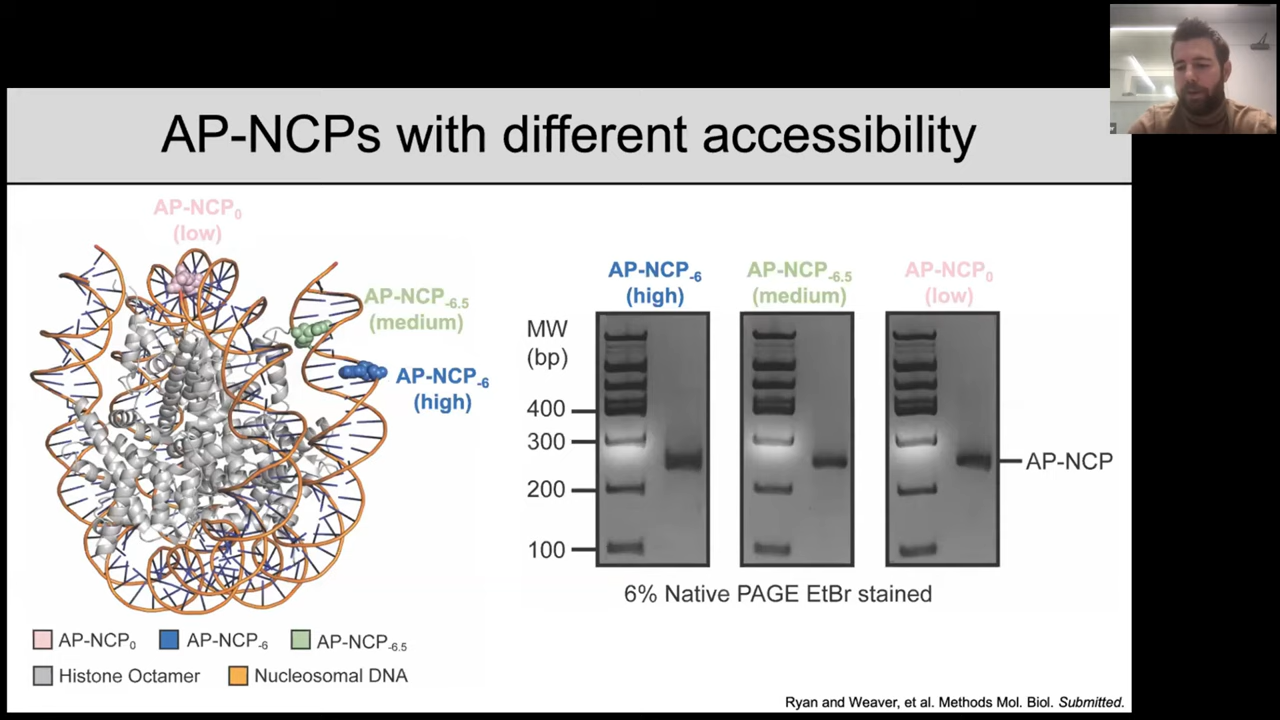 AP-NCPs with different accessibility
AP-NCP₀
(low)
AP-NCP₋₆.₅
(medium)
AP-NCP₋₆
(high)
AP-NCP₀
AP-NCP₋₆
AP-NCP₋₆.₅
Histone Octamer
Nucleosomal DNA
AP-NCP₋₆
(high)
AP-NCP₋₆.₅
(medium)
AP-NCP₀
(low)
MW
(bp)
400
300
200
100
AP-NCP
6% Native PAGE EtBr stained
Ryan and Weaver, et al. Methods Mol. Biol. Submitted.